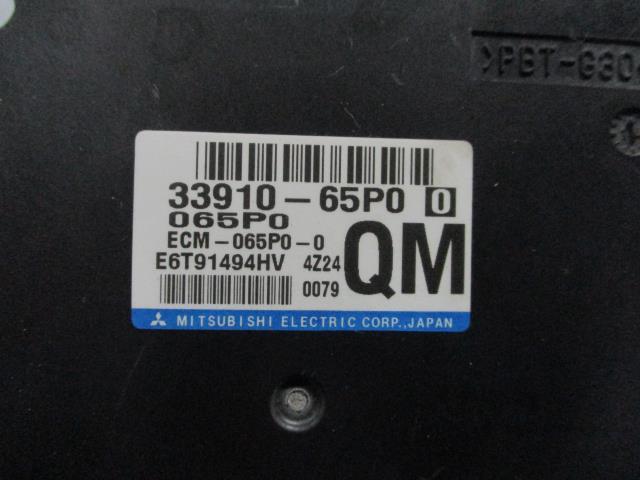 >PBT-G30
33910-65P0 0
065P0
ECM-065P0-0
E6T91494HV 4Z24
QM
0079
MITSUBISHI ELECTRIC CORP., JAPAN